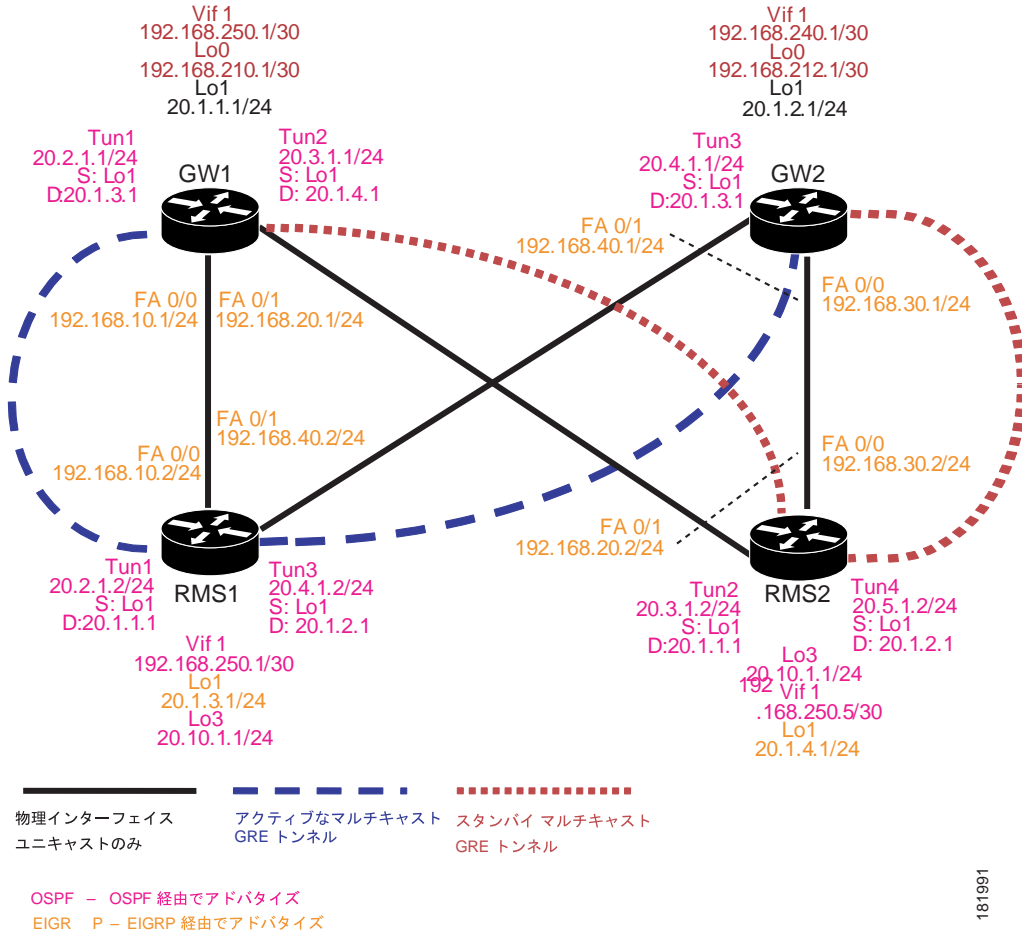 Vif 1
192.168.250.1/30
Lo0
192.168.210.1/30
Lo1
20.1.1.1/24
Vif 1
192.168.240.1/30
Lo0
192.168.212.1/30
Lo1
20.1.2.1/24
Tun1
20.2.1.1/24
S: Lo1
D:20.1.3.1
GW1
Tun2
20.3.1.1/24
S: Lo1
D: 20.1.4.1
Tun3
20.4.1.1/24
S: Lo1
D:20.1.3.1
GW2
FA 0/1
192.168.40.1/24
FA 0/0
192.168.10.1/24
FA 0/1
192.168.20.1/24
FA 0/0
192.168.30.1/24
FA 0/1
192.168.40.2/24
FA 0/0
192.168.10.2/24
FA 0/0
192.168.30.2/24
FA 0/1
192.168.20.2/24
Tun1
20.2.1.2/24
S: Lo1
D:20.1.1.1
RMS1
Tun3
20.4.1.2/24
S: Lo1
D: 20.1.2.1
Vif 1
192.168.250.1/30
Lo1
20.1.3.1/24
Lo3
20.10.1.1/24
Tun2
20.3.1.2/24
S: Lo1
D:20.1.1.1
RMS2
Tun4
20.5.1.2/24
S: Lo1
D: 20.1.2.1
Lo3
20.10.1.1/24
192
Vif 1
.168.250.5/30
Lo1
20.1.4.1/24
物理インターフェイス
ユニキャストのみ
アクティブなマルチキャスト
GRE トンネル
スタンバイ マルチキャスト
GRE トンネル
OSPF – OSPF 経由でアドバタイズ
EIGR P – EIGRP 経由でアドバタイズ
181991